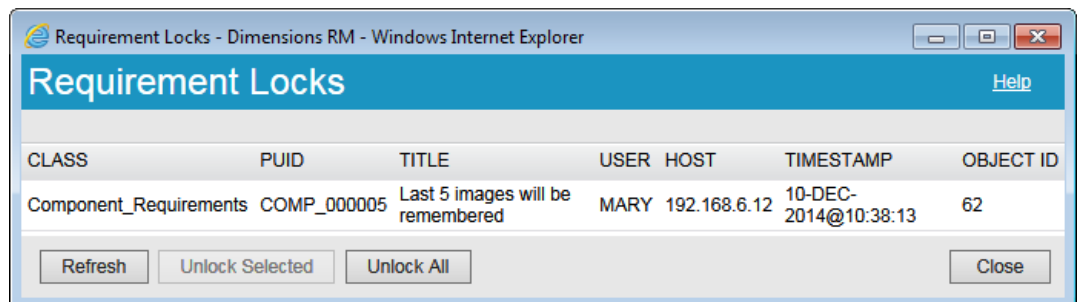 Requirement Locks - Dimensions RM - Windows Internet Explorer
Requirement Locks Help
CLASS PUID TITLE USER HOST TIMESTAMP OBJECT ID
Component_Requirements COMP_000005 Last 5 images will be remembered MARY 192.168.6.12 10-DEC-2014@10:38:13 62
Refresh Unlock Selected Unlock All Close